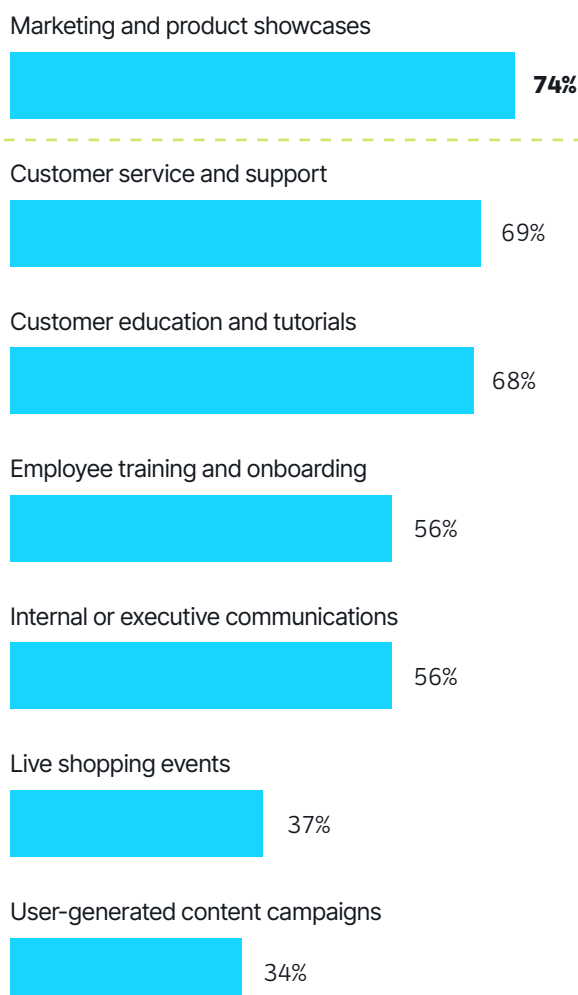 Marketing and product showcases
74%
Customer service and support
69%
Customer education and tutorials
68%
Employee training and onboarding
56%
Internal or executive communications
56%
Live shopping events
37%
User-generated content campaigns
34%